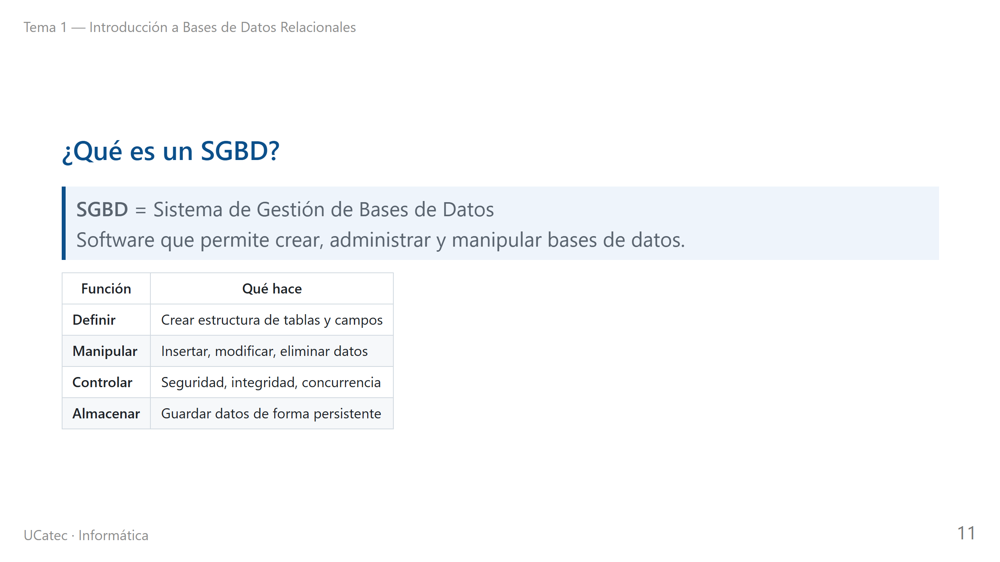 Tema 1 — Introducción a Bases de Datos Relacionales
¿Qué es un SGBD?
SGBD = Sistema de Gestión de Bases de Datos
Software que permite crear, administrar y manipular bases de datos.
Función Qué hace
Definir Crear estructura de tablas y campos
Manipular Insertar, modificar, eliminar datos
Controlar Seguridad, integridad, concurrencia
Almacenar Guardar datos de forma persistente
UCatec · Informática
11